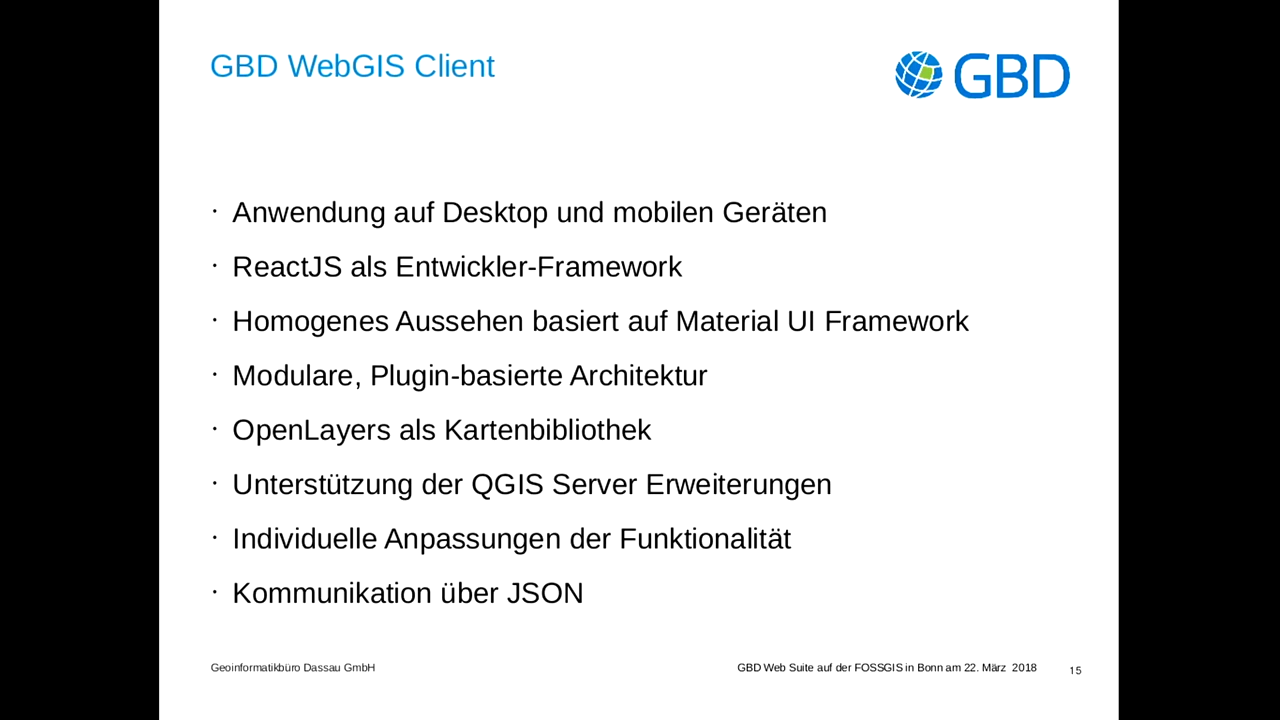 GBD WebGIS Client
GBD
· Anwendung auf Desktop und mobilen Geräten
· ReactJS als Entwickler-Framework
· Homogenes Aussehen basiert auf Material UI Framework
· Modulare, Plugin-basierte Architektur
· OpenLayers als Kartenbibliothek
· Unterstützung der QGIS Server Erweiterungen
· Individuelle Anpassungen der Funktionalität
· Kommunikation über JSON
Geoinformatikbüro Dassau GmbH
GBD Web Suite auf der FOSSGIS in Bonn am 22. März 2018
15